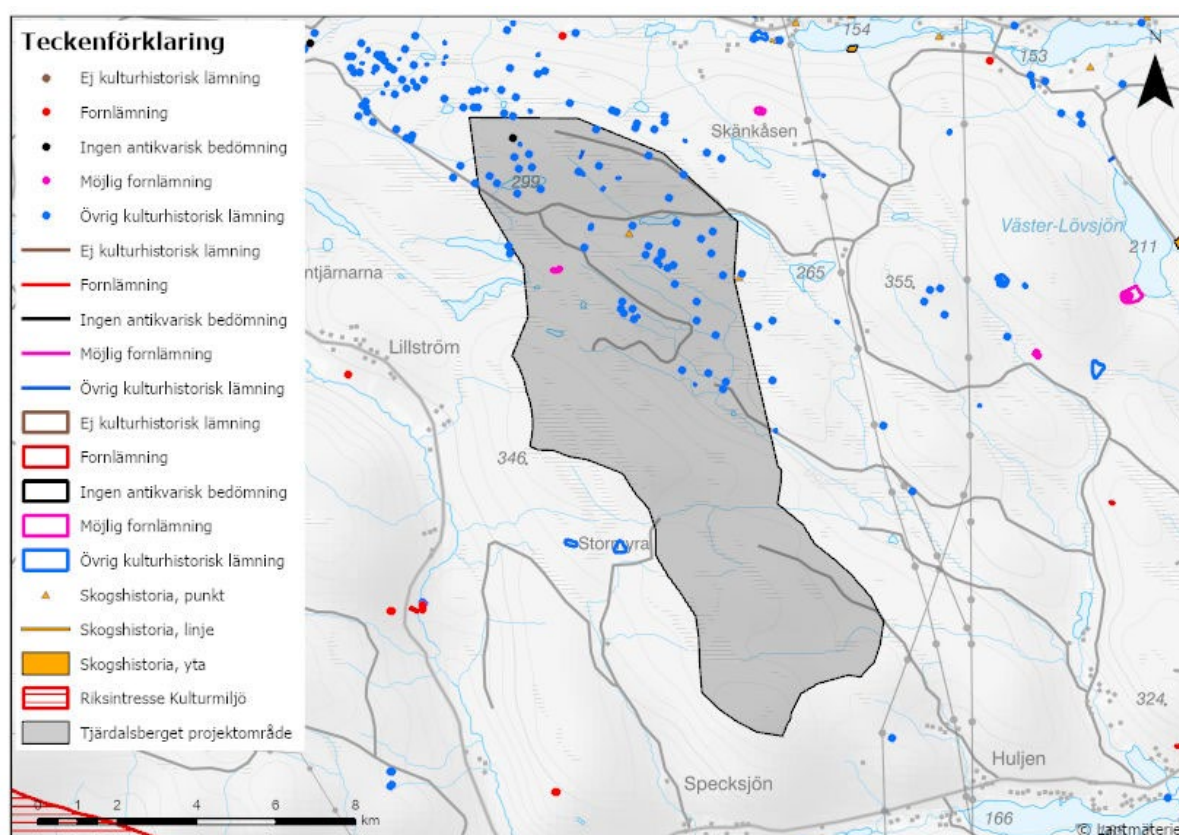 Teckenförklaring
Ej kulturhistorisk lämning
Fornlämning
Ingen antikvarisk bedömning
Möjlig fornlämning
Övrig kulturhistorisk lämning
Ej kulturhistorisk lämning
Fornlämning
Ingen antikvarisk bedömning
Möjlig fornlämning
Övrig kulturhistorisk lämning
Ej kulturhistorisk lämning
Fornlämning
Ingen antikvarisk bedömning
Möjlig fornlämning
Övrig kulturhistorisk lämning
Skogshistoria, punkt
Skogshistoria, linje
Skogshistoria, yta
Riksintresse Kulturmiljö
Tjärdalsberget projektområde
0 1 2 4 6 8
km
154
153
N
Skänkåsen
299
Väster-Lövsjön
211
265
355
ntjärnarna
Lillström
346
Stormyra
324
Huljen
Specksjön
166
© Lantmäterie